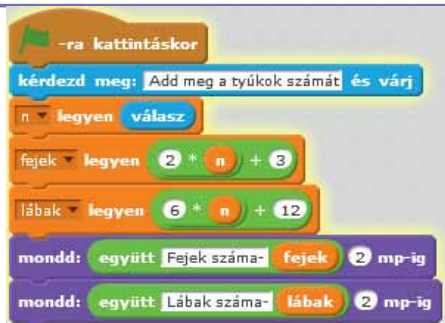 -ra kattintáskor
kérdezd meg: Add meg a tyúkok számát és várj
n legyen válasz
fejek legyen 2 * n + 3
lábak legyen 6 * n + 12
mondd: együtt Fejek száma- fejek 2 mp-ig
mondd: együtt Lábak száma- lábak 2 mp-ig